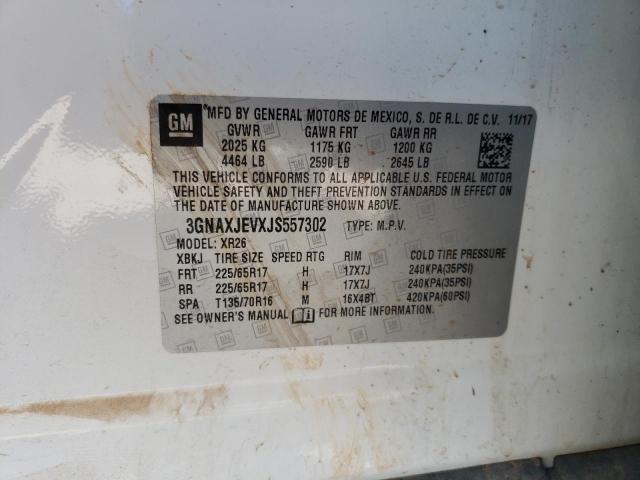 GM
MFD BY GENERAL MOTORS DE MEXICO, S. DE R.L. DE C.V. 11/17
GVWR GAWR FRT GAWR RR
2025 KG 1175 KG 1200 KG
4464 LB 2590 LB 2645 LB
THIS VEHICLE CONFORMS TO ALL APPLICABLE U.S. FEDERAL MOTOR
VEHICLE SAFETY AND THEFT PREVENTION STANDARDS IN EFFECT ON
THE DATE OF MANUFACTURE SHOWN ABOVE.
3GNAXJEVXJS557302 TYPE: M.P.V.
MODEL: XR26
XBKJ TIRE SIZE SPEED RTG RIM COLD TIRE PRESSURE
FRT 225/65R17 H 17X7J 240KPA(35PSI)
RR 225/65R17 H 17X7J 240KPA(35PSI)
SPA T135/70R16 M 16X4BT 420KPA(60PSI)
SEE OWNER'S MANUAL FOR MORE INFORMATION.